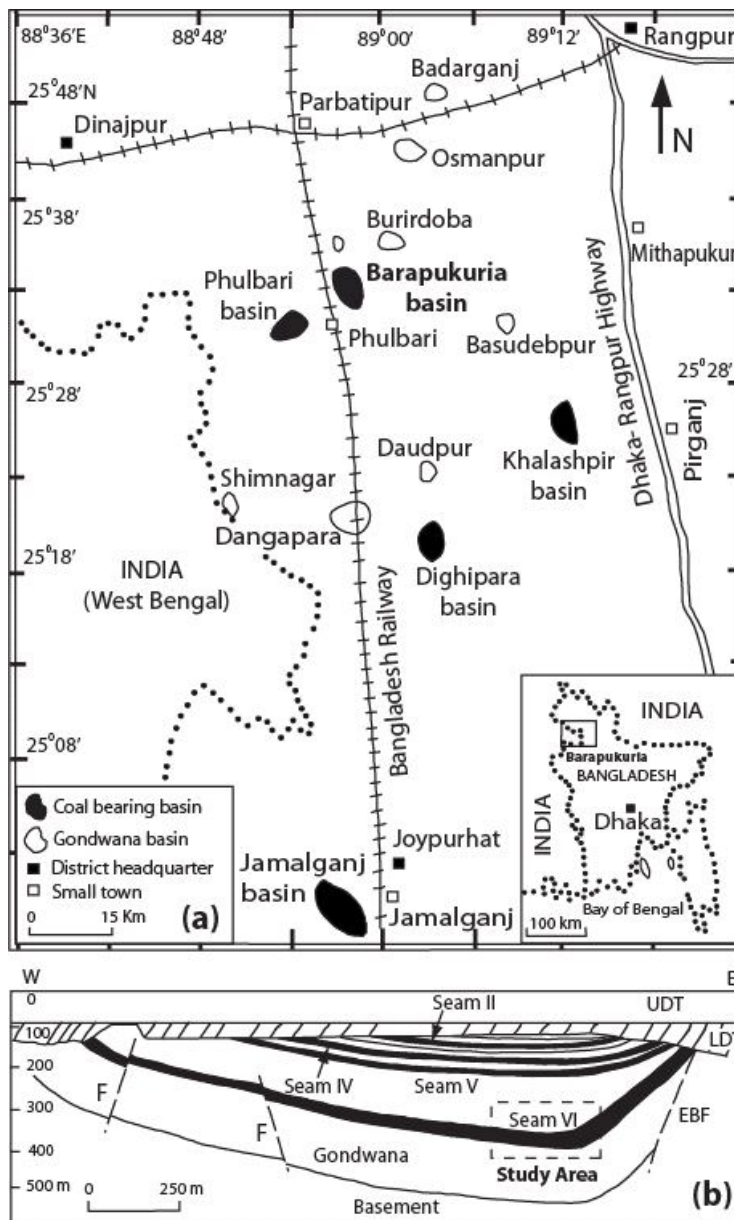 88°36'E
88°48'
89°00'
89°12'
Rangpur
Badarganj
25°48'N
Parbatipur
Dinajpur
N
Osmanpur
25°38'
Burirdoba
Mithapukur
Phulbari
basin
Barapukuria
basin
Phulbari
Basudebpur
Dhaka- Rangpur Highway
25°28'
25°28'
Pirganj
Daudpur
Khalashpir
basin
Shimnagar
Dangapara
25°18'
INDIA
(West Bengal)
Dighipara
basin
Bangladesh Railway
25°08'
INDIA
Barapukuria
BANGLADESH
INDIA
Dhaka
Bay of Bengal
100 km
Coal bearing basin
Gondwana basin
District headquarter
Small town
0 15 Km
(a)
Joypurhat
Jamalganj
basin
Jamalganj
W
E
0
Seam II
UDT
100
LDT
200
Seam IV
Seam V
F
300
F
Seam VI
EBF
400
Gondwana
Study Area
500 m
0 250 m
Basement
(b)